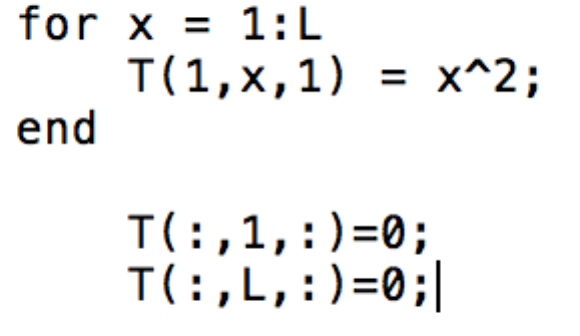 for x = 1:L
    T(1,x,1) = x^2;
end

    T(:,1,:)=0;
    T(:,L,:)=0;